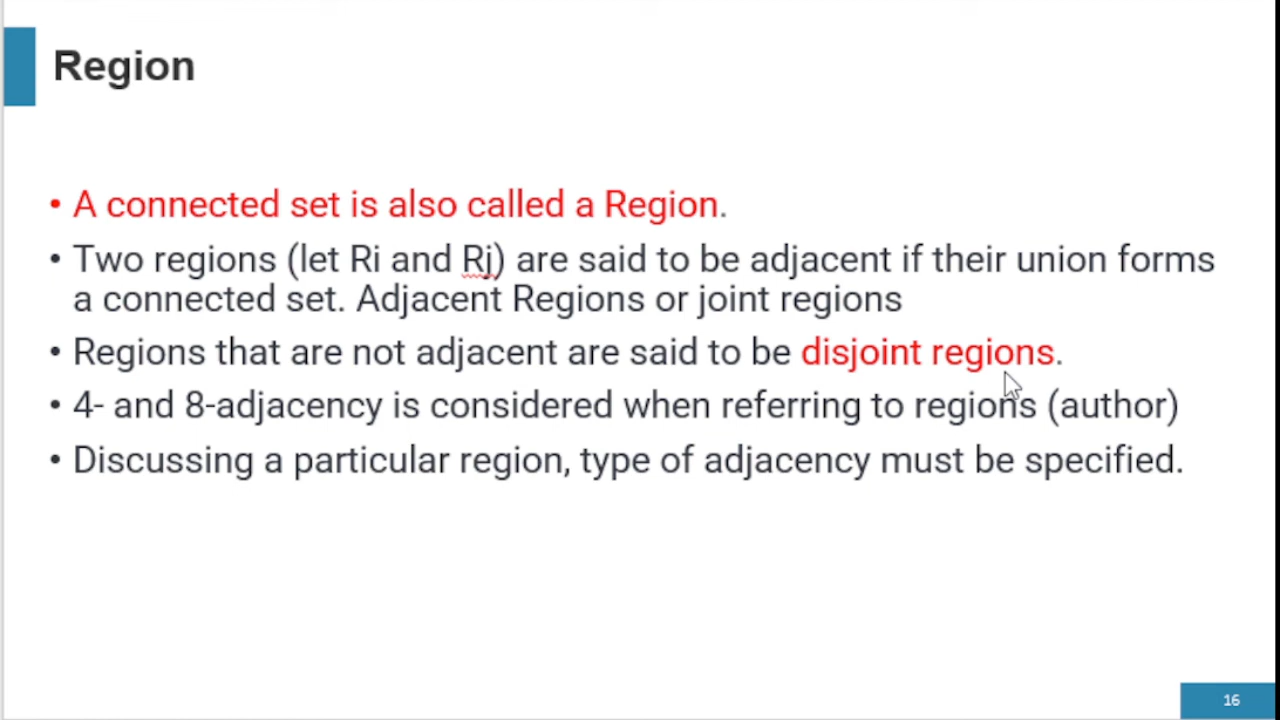 Region
• A connected set is also called a Region.
• Two regions (let Ri and Rj) are said to be adjacent if their union forms
a connected set. Adjacent Regions or joint regions
• Regions that are not adjacent are said to be disjoint regions.
• 4- and 8-adjacency is considered when referring to regions (author)
• Discussing a particular region, type of adjacency must be specified.
16